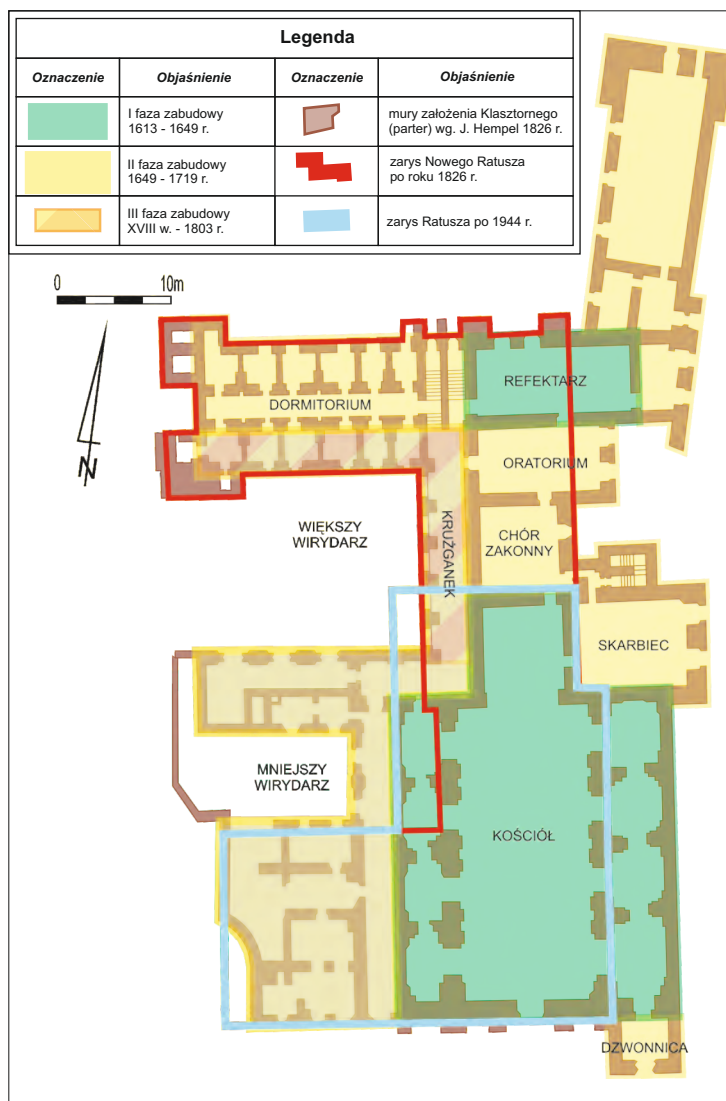 Legenda
Oznaczenie Objaśnienie Oznaczenie Objaśnienie
I faza zabudowy
1613 - 1649 r.
mury założenia Klasztornego
(parter) wg. J. Hempel 1826 r.
II faza zabudowy
1649 - 1719 r.
zarys Nowego Ratusza
po roku 1826 r.
III faza zabudowy
XVIII w. - 1803 r.
zarys Ratusza po 1944 r.
0 10m
N
REFEKTARZ
DORMITORIUM
ORATORIUM
WIĘKSZY
WIRYDARZ
KRUŻGANEK
CHÓR
ZAKONNY
SKARBIEC
MNIEJSZY
WIRYDARZ
KOŚCIÓŁ
DZWONNICA